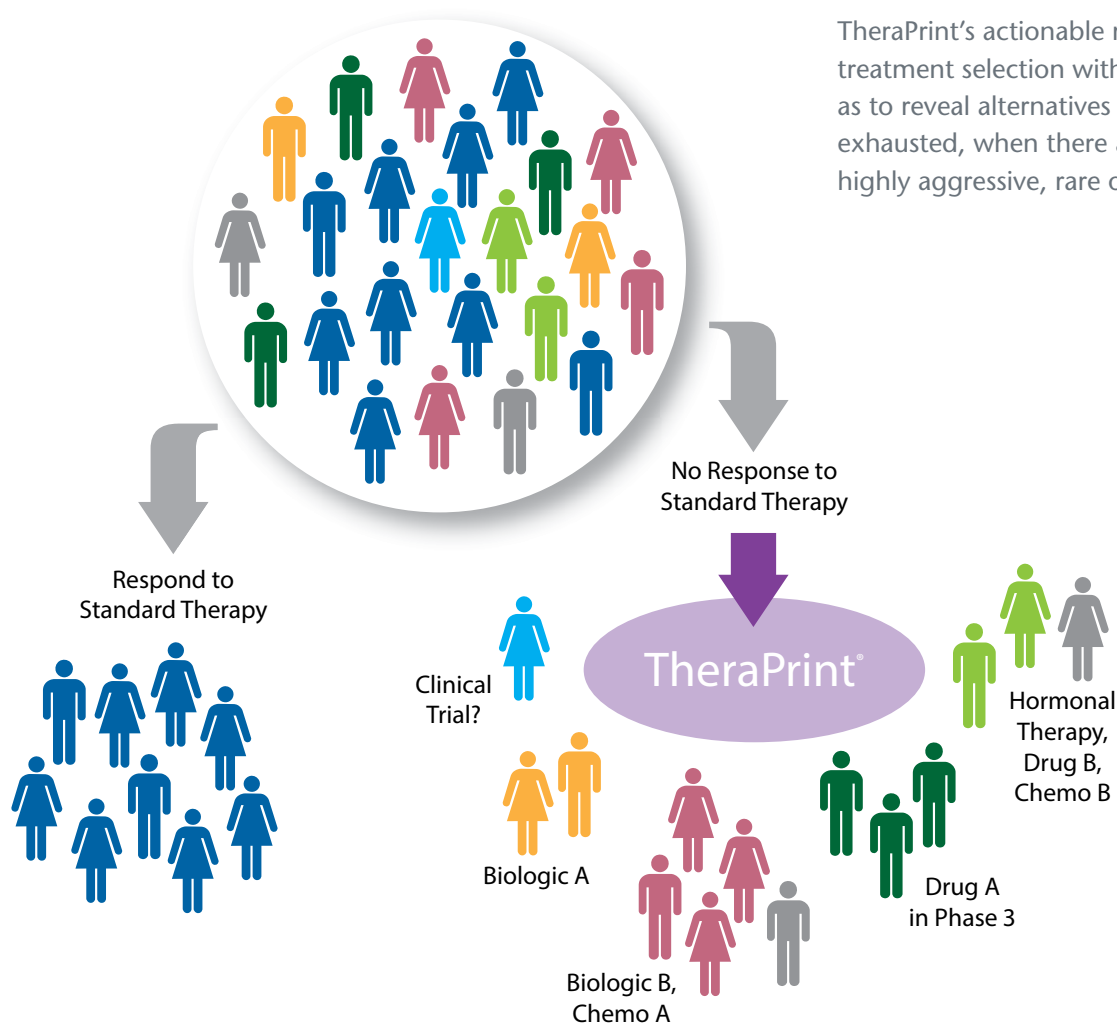 TheraPrint's actionable
treatment selection with
as to reveal alternatives
exhausted, when there
highly aggressive, rare
No Response to
Standard Therapy
Respond to
Standard Therapy
TheraPrint®
Clinical
Trial?
Hormonal
Therapy,
Drug B,
Chemo B
Biologic A
Drug A
in Phase 3
Biologic B,
Chemo A